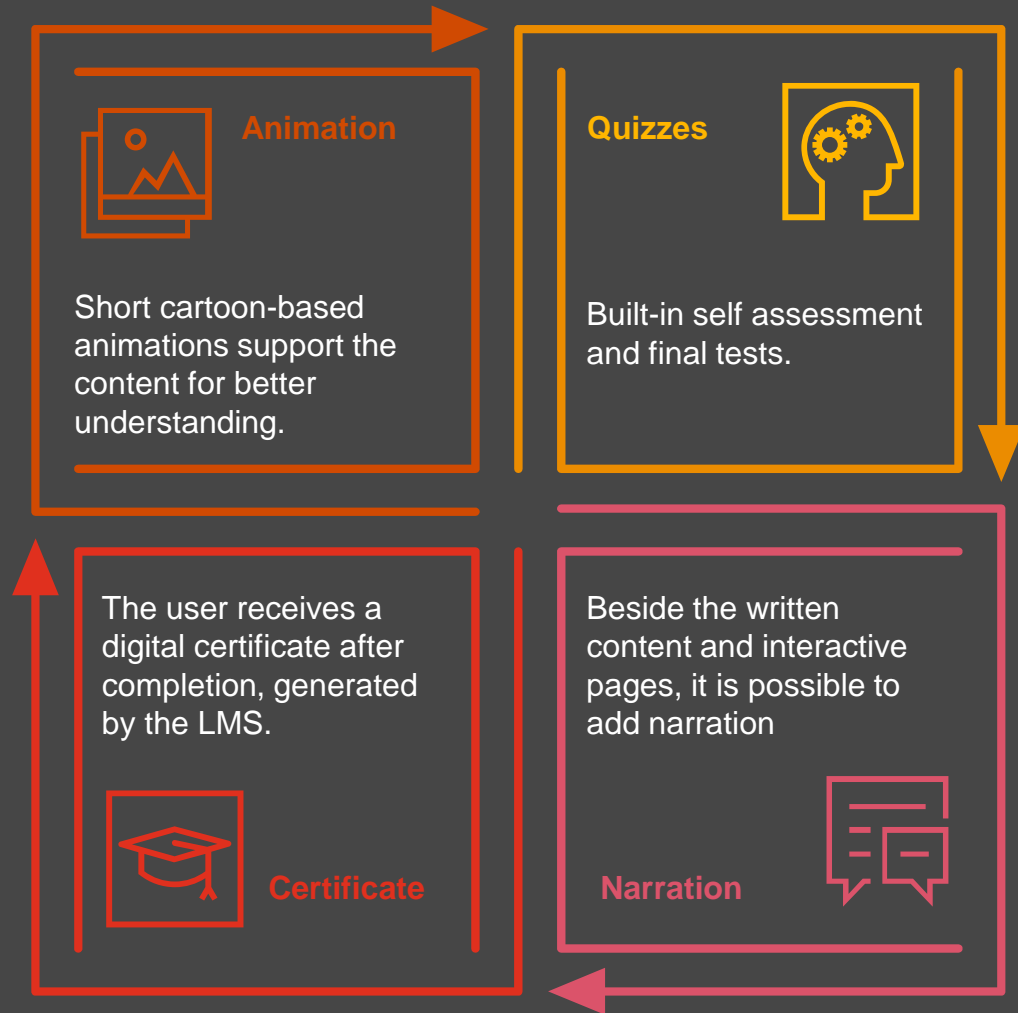 Animation
Short cartoon-based
animations support the
content for better
understanding.
Quizzes
Built-in self assessment
and final tests.
The user receives a
digital certificate after
completion, generated
by the LMS.
Certificate
Beside the written
content and interactive
pages, it is possible to
add narration
Narration